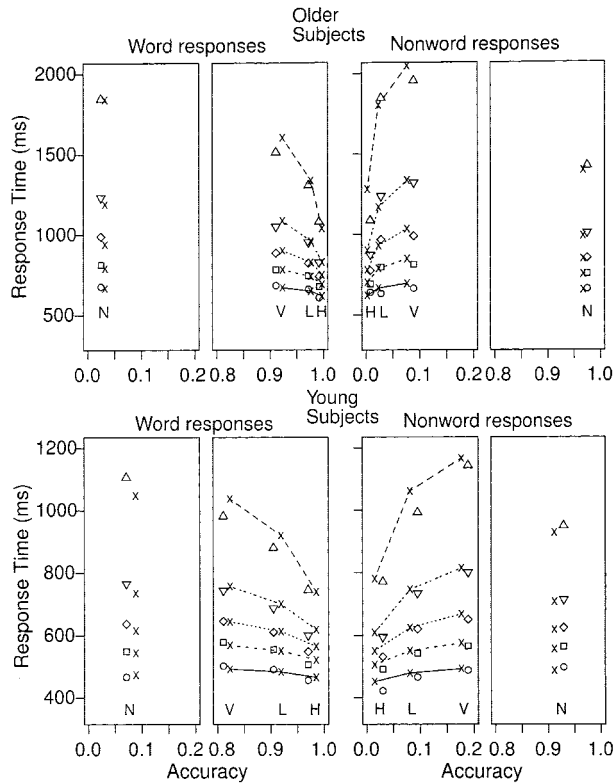 Older
Subjects
Word responses Nonword responses
Response Time (ms)
2000
1500
1000
500
N V L H H L V N
0.0 0.1 0.2 0.8 0.9 1.0 0.0 0.1 0.2 0.8 0.9 1.0
Young
Subjects
Word responses Nonword responses
Response Time (ms)
1200
1000
800
600
400
N V L H H L V N
0.0 0.1 0.2 0.8 0.9 1.0 0.0 0.1 0.2 0.8 0.9 1.0
Accuracy Accuracy